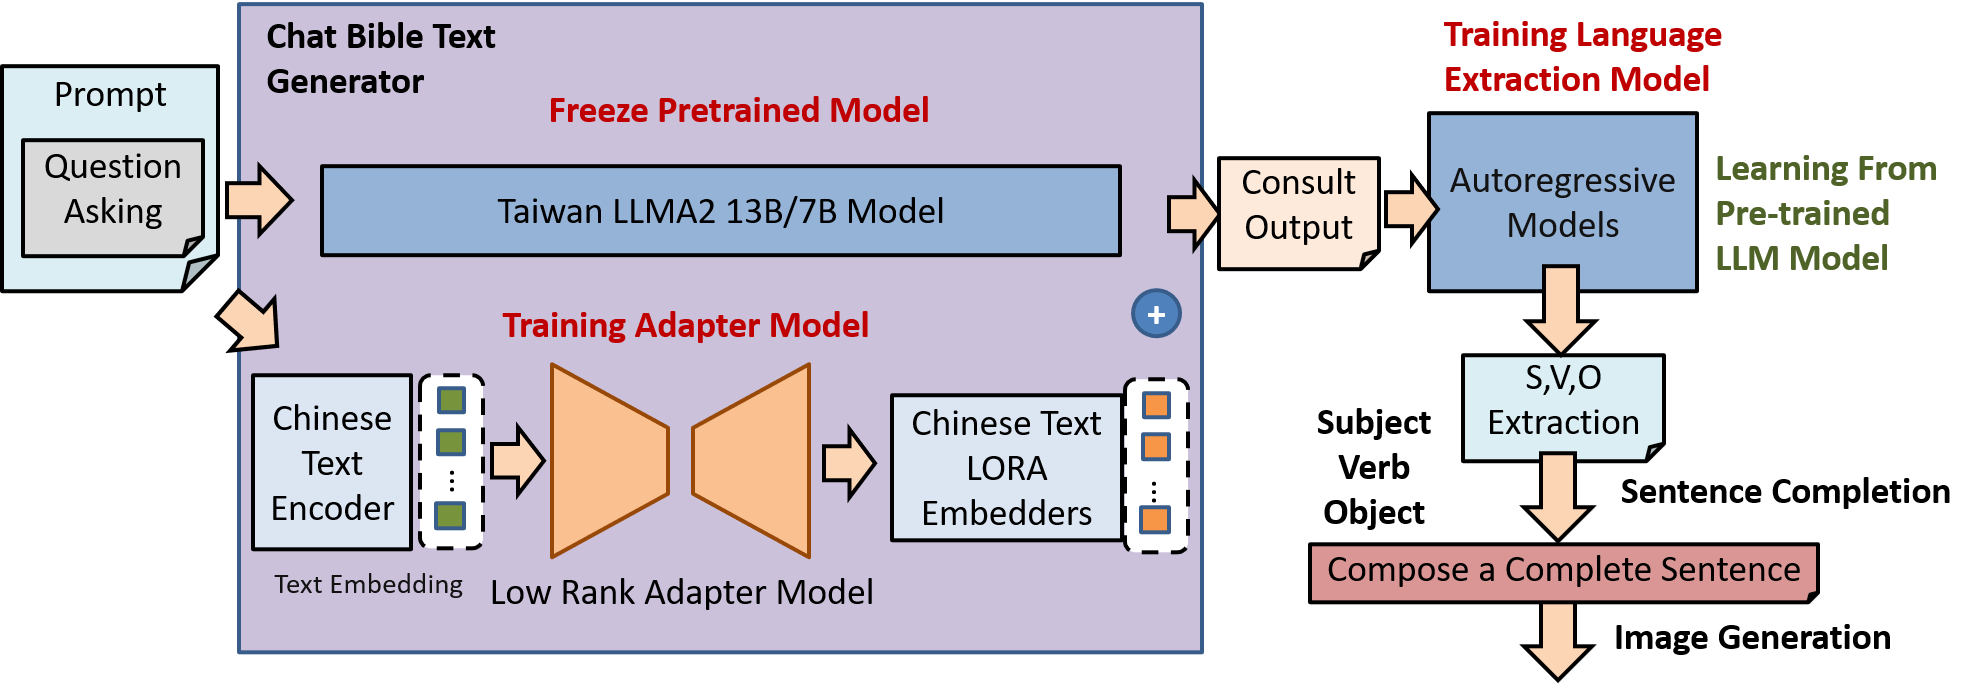 Chat Bible Text
Generator
Prompt
Question
Asking
Freeze Pretrained Model
Taiwan LLMA2 13B/7B Model
Training Adapter Model
+
Chinese
Text
Encoder
Text Embedding
Low Rank Adapter Model
Chinese Text
LORA
Embedders
Consult
Output
Training Language
Extraction Model
Autoregressive
Models
Learning From
Pre-trained
LLM Model
S,V,O
Extraction
Subject
Verb
Object
Sentence Completion
Compose a Complete Sentence
Image Generation